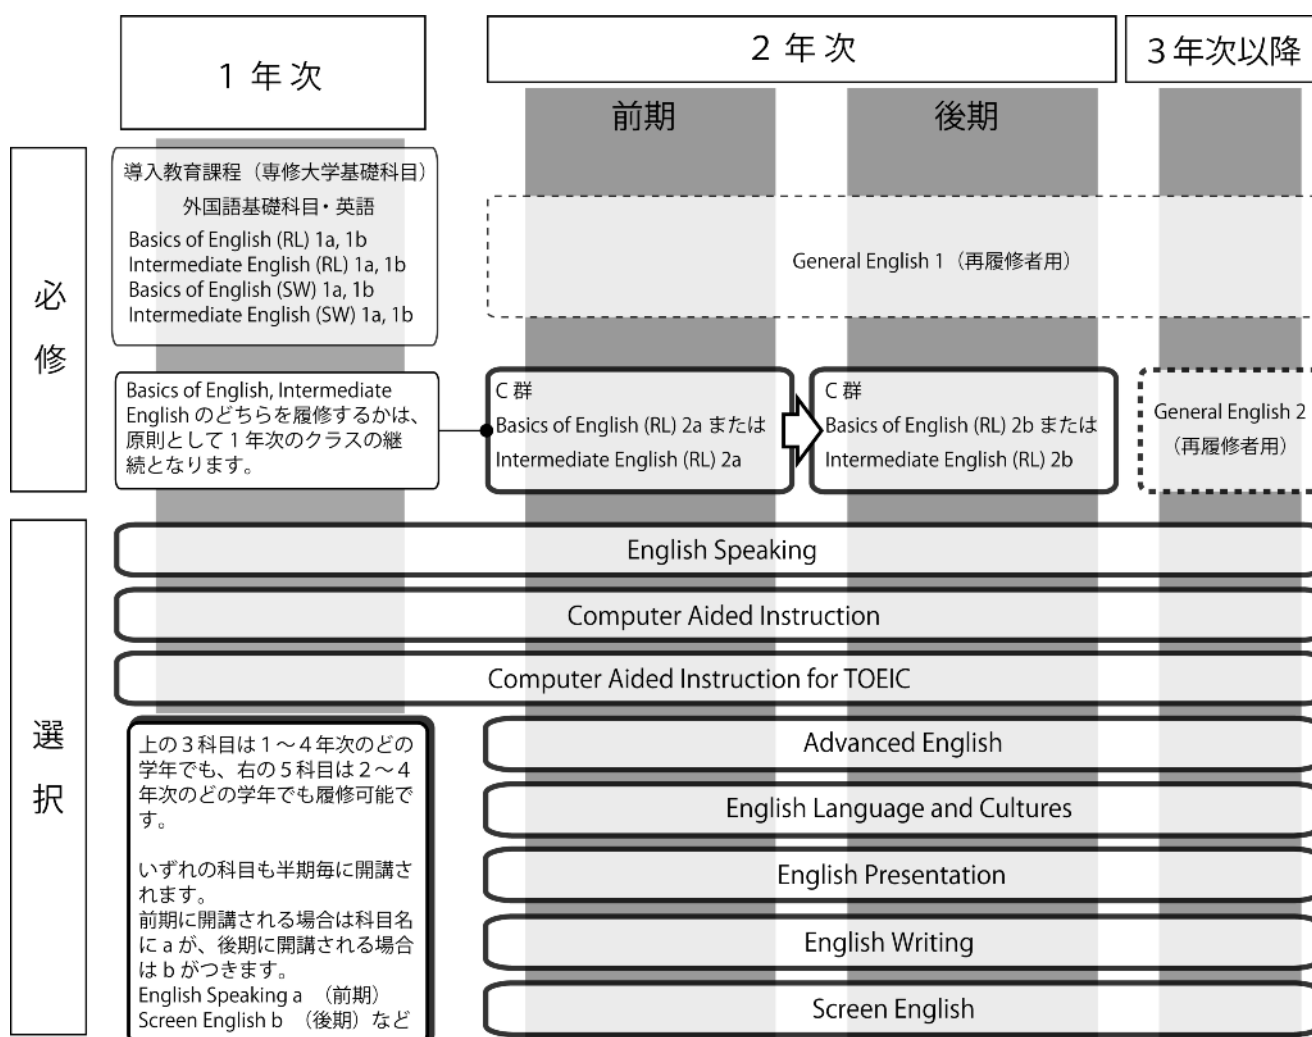 1 年 次
2 年 次
3 年次以降
前期
後期
必修
導入教育課程（専修大学基礎科目）
外国語基礎科目・英語
Basics of English (RL) 1a, 1b
Intermediate English (RL) 1a, 1b
Basics of English (SW) 1a, 1b
Intermediate English (SW) 1a, 1b
General English 1（再履修者用）
Basics of English, Intermediate
English のどちらを履修するかは、
原則として 1 年次のクラスの継
続となります。
C 群
Basics of English (RL) 2a または
Intermediate English (RL) 2a
C 群
Basics of English (RL) 2b または
Intermediate English (RL) 2b
General English 2
（再履修者用）
選択
English Speaking
Computer Aided Instruction
Computer Aided Instruction for TOEIC
上の 3 科目は 1～4 年次のどの
学年でも、右の 5 科目は 2～4
年次のどの学年でも履修可能で
す。
いずれの科目も半期毎に開講さ
れます。
前期に開講される場合は科目名
に a が、後期に開講される場合
は b がつきます。
English Speaking a （前期）
Screen English b （後期）など
Advanced English
English Language and Cultures
English Presentation
English Writing
Screen English